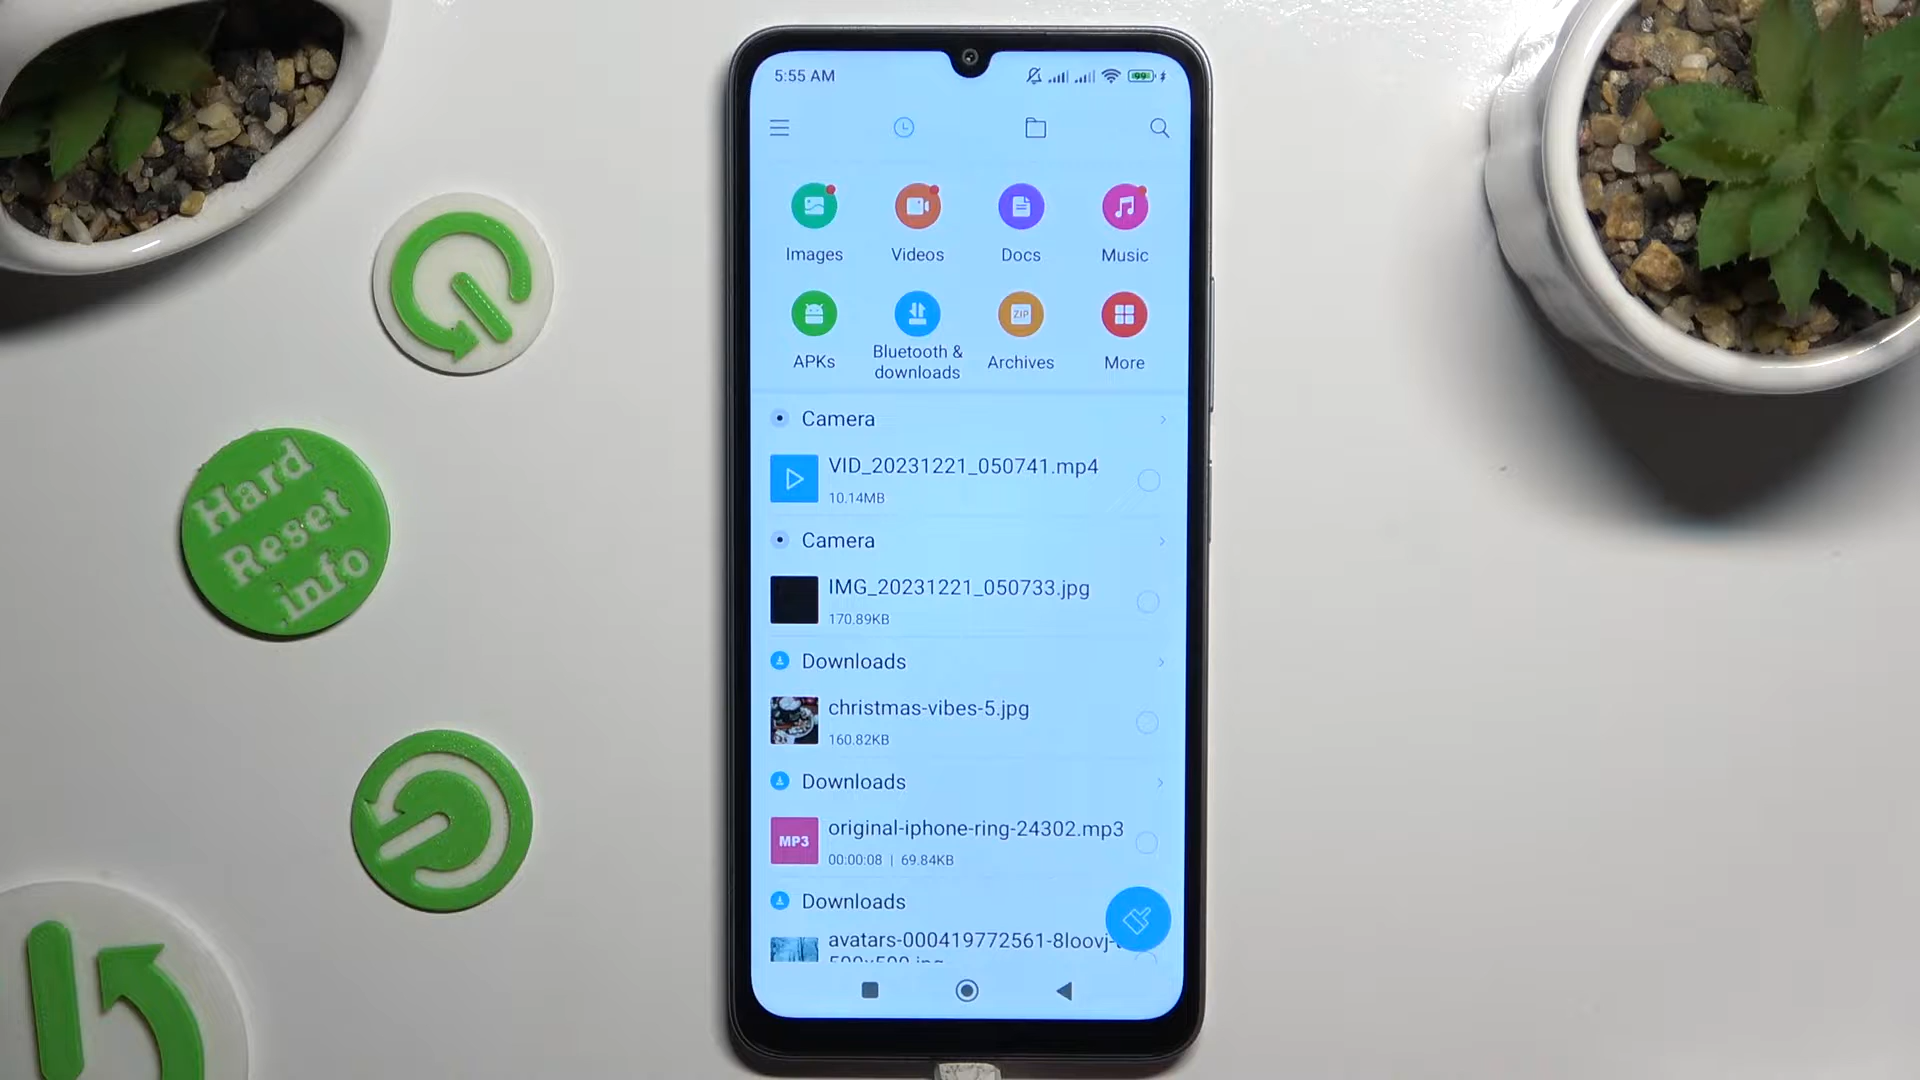 5:55 AM
99
Images
Videos
Docs
Music
ZIP
APKs
Bluetooth &
downloads
Archives
More
Camera
VID_20231221_050741.mp4
10.14MB
Camera
IMG_20231221_050733.jpg
170.89KB
Downloads
christmas-vibes-5.jpg
160.82KB
Downloads
MP3
original-iphone-ring-24302.mp3
00:00:08 | 69.84KB
Downloads
avatars-000419772561-8loovj-
Hard
Reset
info